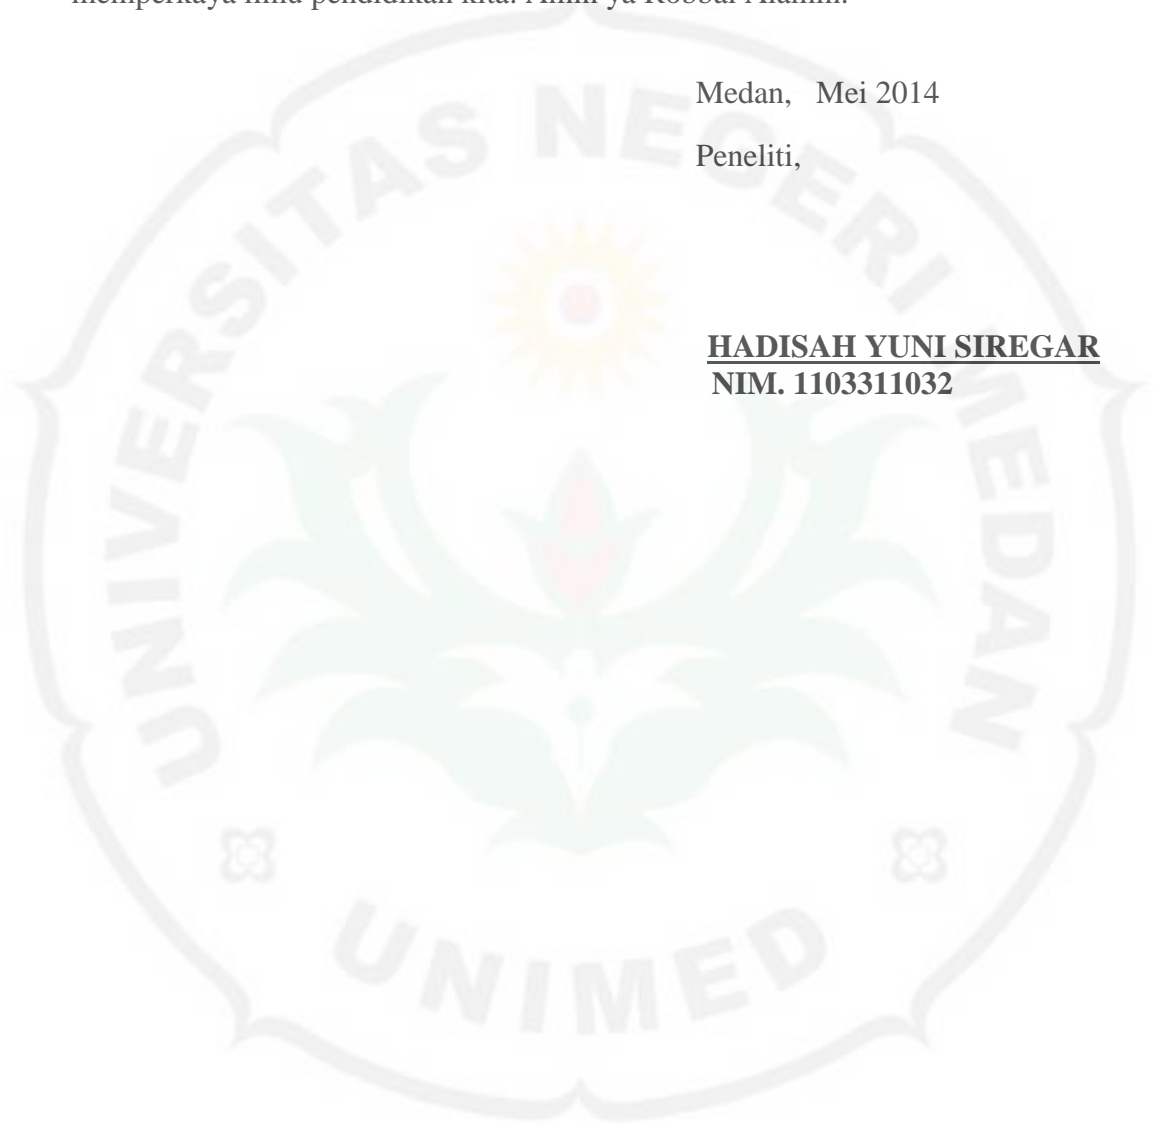 memperkaya ilmu pendidikan kita. Amin ya Robbal Alamin.
Medan, Mei 2014
Peneliti,
HADISAH YUNI SIREGAR
NIM. 1103311032
UNIVERSITAS NEGERI MEDAN
UNIMED